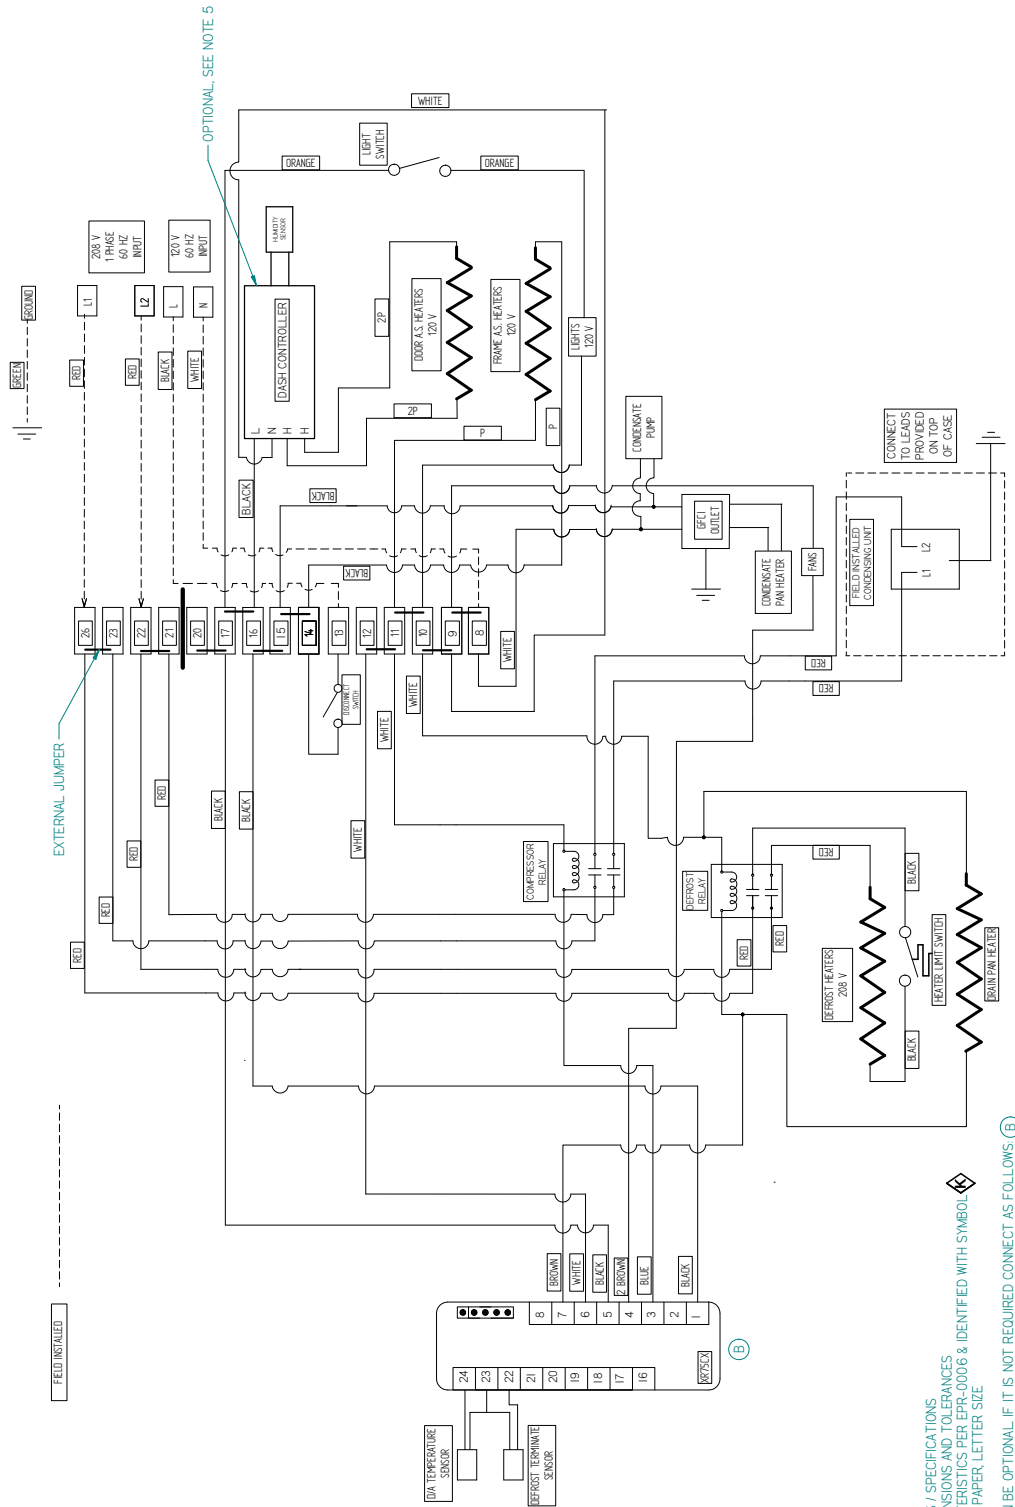 OPTIONAL, SEE NOTE 5
WHITE
ORANGE
LIGHT
SWITCH
ORANGE
208 V
1 PHASE
60 HZ
INPUT
120 V
60 HZ
INPUT
HUMIDITY
SENSOR
GROUND
L1
L2
L
N
DASH CONTROLLER
GREEN
RED
RED
BLACK
WHITE
2P
DOOR A.S. HEATERS
120 V
FRAME A.S. HEATERS
120 V
LIGHTS
120 V
L
N
H
H
2P
P
P
BLACK
BLACK
CONDENSATE
PUMP
CONNECT
TO LEADS
PROVIDED
ON TOP
OF CASE
GFCI
OUTLET
BLACK
CONDENSATE
PAN HEATER
FANS
FIELD INSTALLED
CONDENSING UNIT
L1
L2
26
23
22
21
20
17
16
15
14
13
12
11
10
9
8
WHITE
RED
RED
DISCONNECT
SWITCH
WHITE
WHITE
EXTERNAL JUMPER
RED
BLACK
BLACK
WHITE
RED
RED
RED
COMPRESSOR
RELAY
DEFROST
RELAY
RED
BLACK
RED
RED
DEFROST HEATERS
208 V
HEATER LIMIT SWITCH
DRAIN PAN HEATER
BLACK
FIELD INSTALLED
BROWN
WHITE
BLACK
2 BROWN
BLUE
BLACK
8
7
6
5
4
3
2
1
24
23
22
21
20
19
18
17
16
XR75CX
B
D/A TEMPERATURE
SENSOR
DEFROST TERMINATE
SENSOR
/ SPECIFICATIONS
NSIONS AND TOLERANCES
TERISTICS PER EPR-0006 & IDENTIFIED WITH SYMBOL K
PAPER, LETTER SIZE
N BE OPTIONAL IF IT IS NOT REQUIRED CONNECT AS FOLLOWS: B